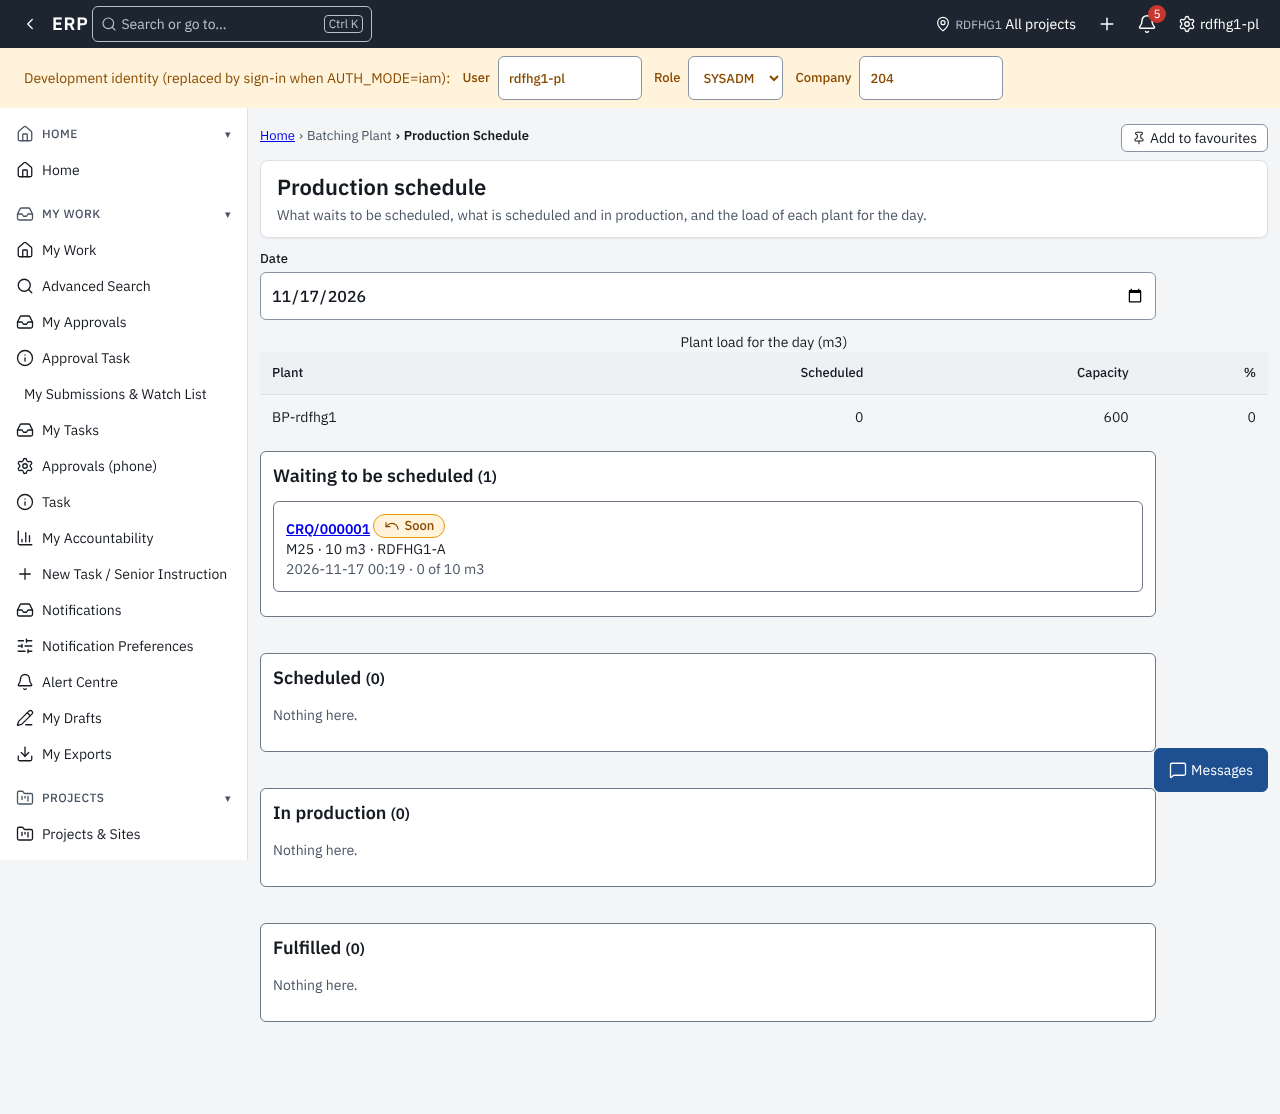 ERP
Search or go to...
Ctrl K
RDFHG1 All projects
5
rdfhg1-pl
Development identity (replaced by sign-in when AUTH_MODE=iam):
User
rdfhg1-pl
Role
SYSADM
Company
204
HOME
Home
MY WORK
My Work
Advanced Search
My Approvals
Approval Task
My Submissions & Watch List
My Tasks
Approvals (phone)
Task
My Accountability
New Task / Senior Instruction
Notifications
Notification Preferences
Alert Centre
My Drafts
My Exports
PROJECTS
Projects & Sites
Home › Batching Plant › Production Schedule
Add to favourites
Production schedule
What waits to be scheduled, what is scheduled and in production, and the load of each plant for the day.
Date
11/17/2026
Plant load for the day (m3)
Plant Scheduled Capacity %
BP-rdfhg1 0 600 0
Waiting to be scheduled (1)
CRQ/000001 Soon
M25 · 10 m3 · RDFHG1-A
2026-11-17 00:19 · 0 of 10 m3
Scheduled (0)
Nothing here.
Messages
In production (0)
Nothing here.
Fulfilled (0)
Nothing here.